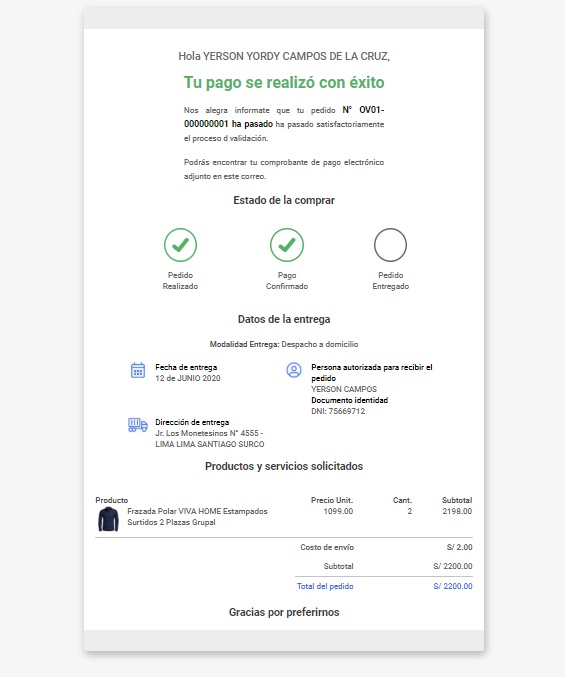 Hola YERSON YORDY CAMPOS DE LA CRUZ,
Tu pago se realizó con éxito
Nos alegra informate que tu pedido N° OV01-
000000001 ha pasado ha pasado satisfactoriamente
el proceso d validación.
Podrás encontrar tu comprobante de pago electrónico
adjunto en este correo.
Estado de la comprar
Pedido
Realizado
Pago
Confirmado
Pedido
Entregado
Datos de la entrega
Modalidad Entrega: Despacho a domicilio
Fecha de entrega
12 de JUNIO 2020
Persona autorizada para recibir el
pedido
YERSON CAMPOS
Documento identidad
DNI: 75669712
Dirección de entrega
Jr. Los Monetesinos N° 4555 -
LIMA LIMA SANTIAGO SURCO
Productos y servicios solicitados
Producto Precio Unit. Cant. Subtotal
Frazada Polar VIVA HOME Estampados 1099.00 2 2198.00
Surtidos 2 Plazas Grupal
Costo de envío S/ 2.00
Subtotal S/ 2200.00
Total del pedido S/ 2200.00
Gracias por preferirnos